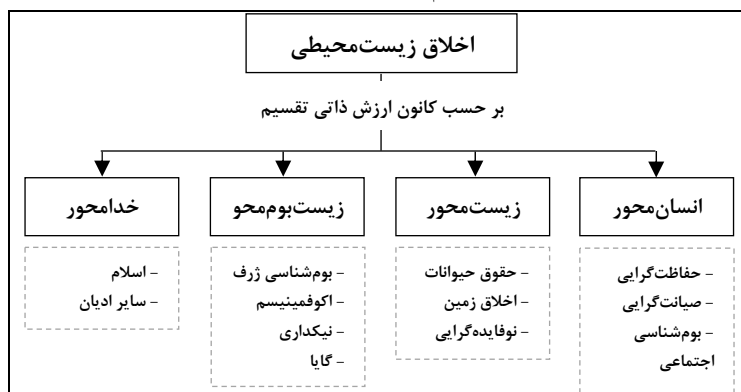 اخلاق زیست‌محیطی
بر حسب کانون ارزش ذاتی تقسیم
انسان‌محور
زیست‌محور
زیست‌بوم‌محو
خدامحور
- حفاظت‌گرایی
- صیانت‌گرایی
- بوم‌شناسی
اجتماعی
- حقوق حیوانات
- اخلاق زمین
- نوفایده‌گرایی
- بوم‌شناسی ژرف
- اکوفمینیسم
- نیکداری
- گایا
- اسلام
- سایر ادیان